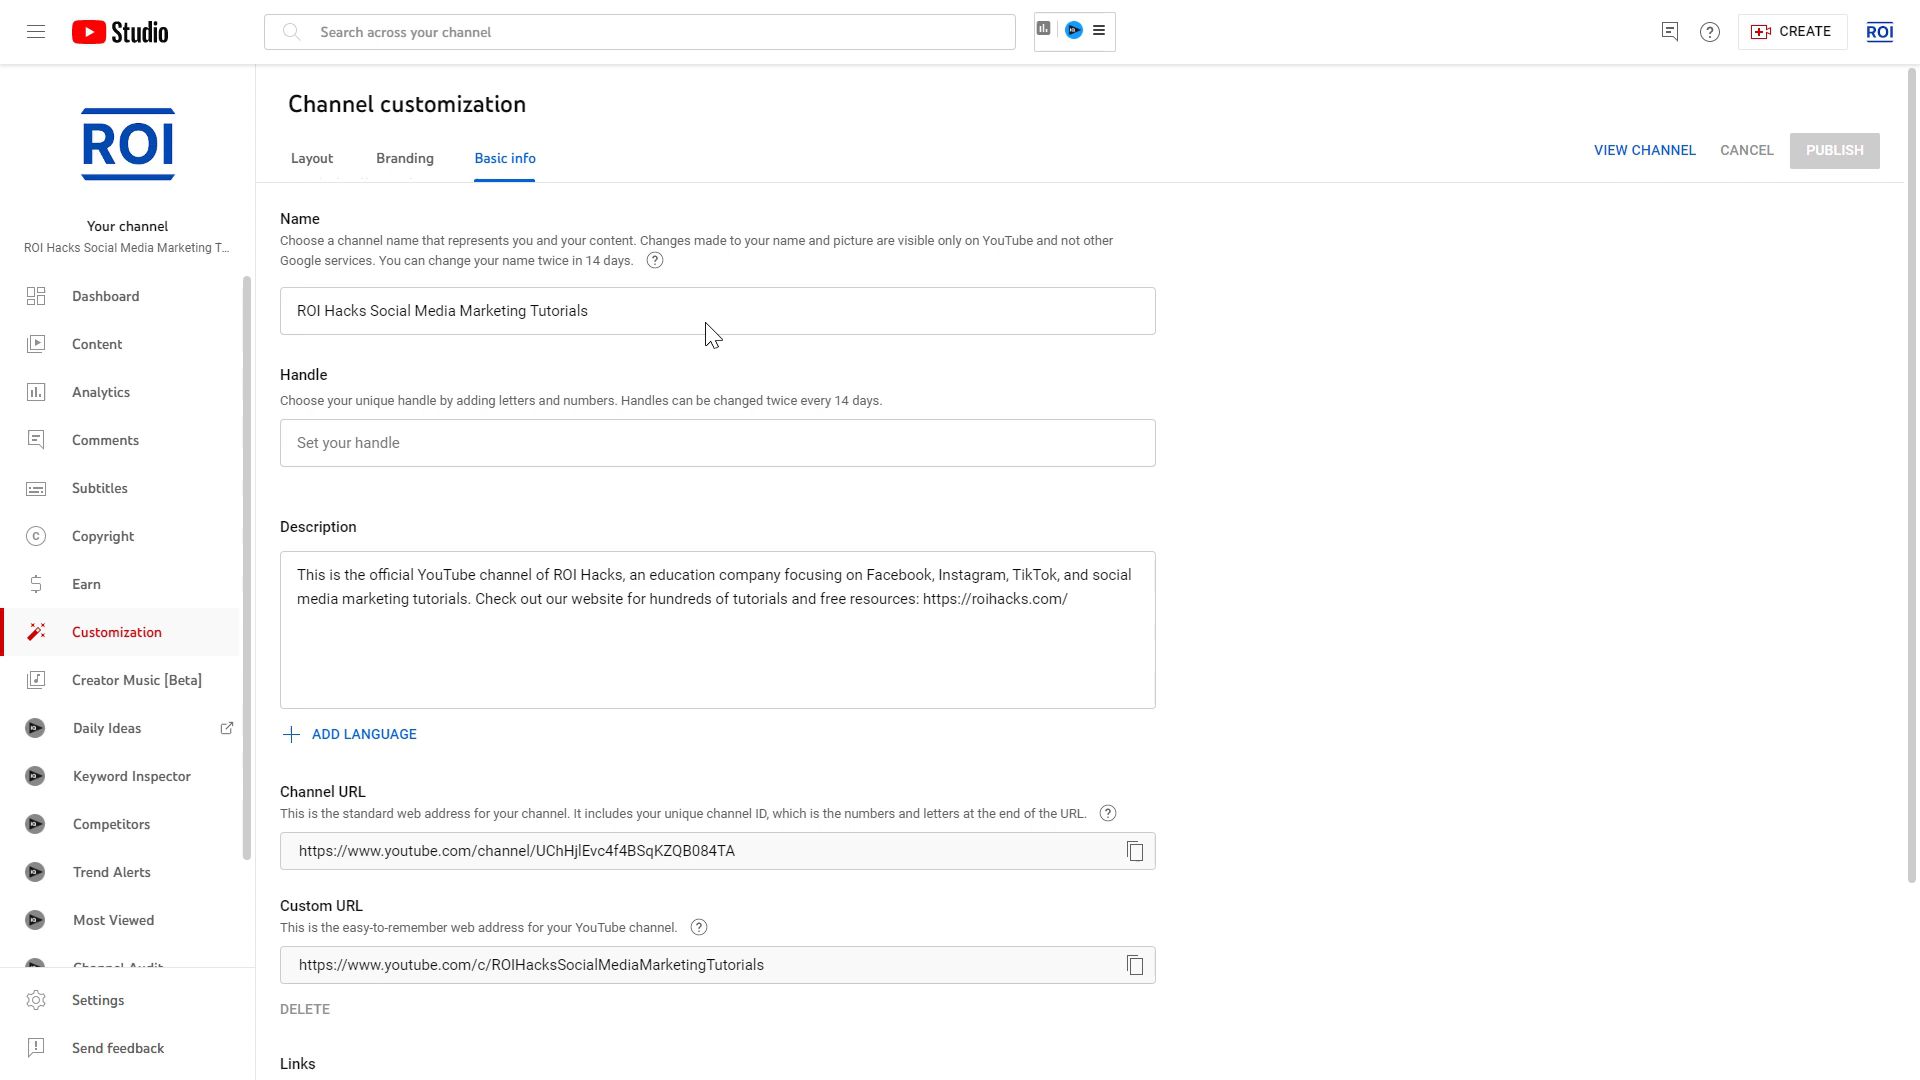 Studio
Search across your channel
CREATE
ROI
ROI
Your channel
ROI Hacks Social Media Marketing T...
Dashboard
Content
Analytics
Comments
Subtitles
Copyright
Earn
Customization
Creator Music [Beta]
Daily Ideas
Keyword Inspector
Competitors
Trend Alerts
Most Viewed
Channel Audit
Settings
Send feedback
Channel customization
Layout
Branding
Basic info
VIEW CHANNEL
CANCEL
PUBLISH
Name
Choose a channel name that represents you and your content. Changes made to your name and picture are visible only on YouTube and not other
Google services. You can change your name twice in 14 days.
ROI Hacks Social Media Marketing Tutorials
Handle
Choose your unique handle by adding letters and numbers. Handles can be changed twice every 14 days.
Set your handle
Description
This is the official YouTube channel of ROI Hacks, an education company focusing on Facebook, Instagram, TikTok, and social
media marketing tutorials. Check out our website for hundreds of tutorials and free resources: https://roihacks.com/
ADD LANGUAGE
Channel URL
This is the standard web address for your channel. It includes your unique channel ID, which is the numbers and letters at the end of the URL.
https://www.youtube.com/channel/UChHjlEvc4f4BSqKZQB084TA
Custom URL
This is the easy-to-remember web address for your YouTube channel.
https://www.youtube.com/c/ROIHacksSocialMediaMarketingTutorials
DELETE
Links